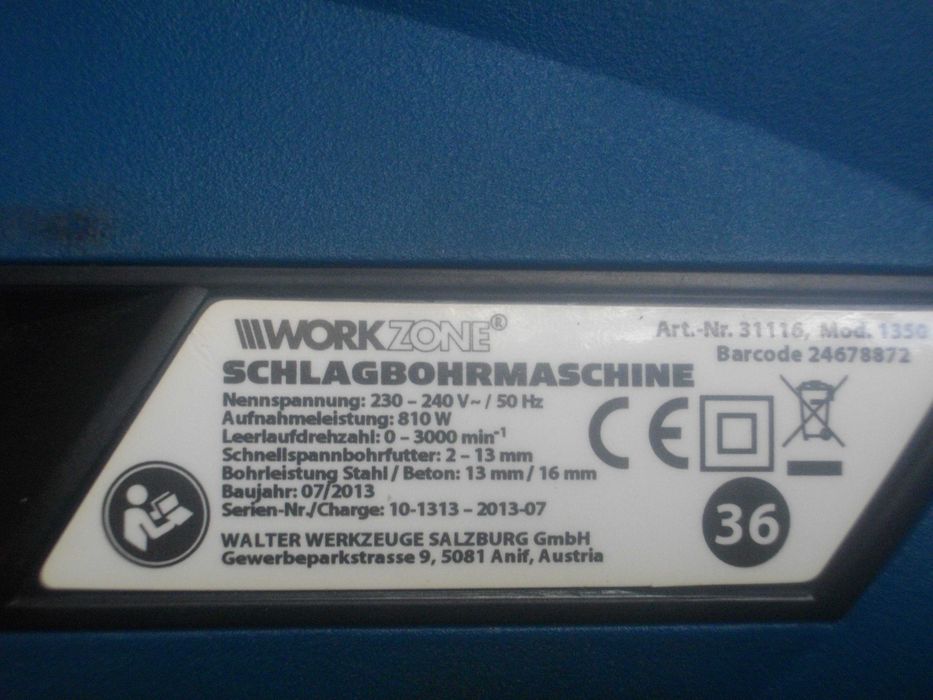 WORKZONE®
Art.-Nr. 31116, Mod. 1350
Barcode 24678872
SCHLAGBOHRMASCHINE
Nennspannung: 230 – 240 V~ / 50 Hz
Aufnahmeleistung: 810 W
Leerlaufdrehzahl: 0 – 3000 min⁻¹
Schnellspannbohrfutter: 2 – 13 mm
Bohrleistung Stahl / Beton: 13 mm / 16 mm
Baujahr: 07/2013
Serien-Nr./Charge: 10-1313 – 2013-07
WALTER WERKZEUGE SALZBURG GmbH
Gewerbeparkstrasse 9, 5081 Anif, Austria
CE
36